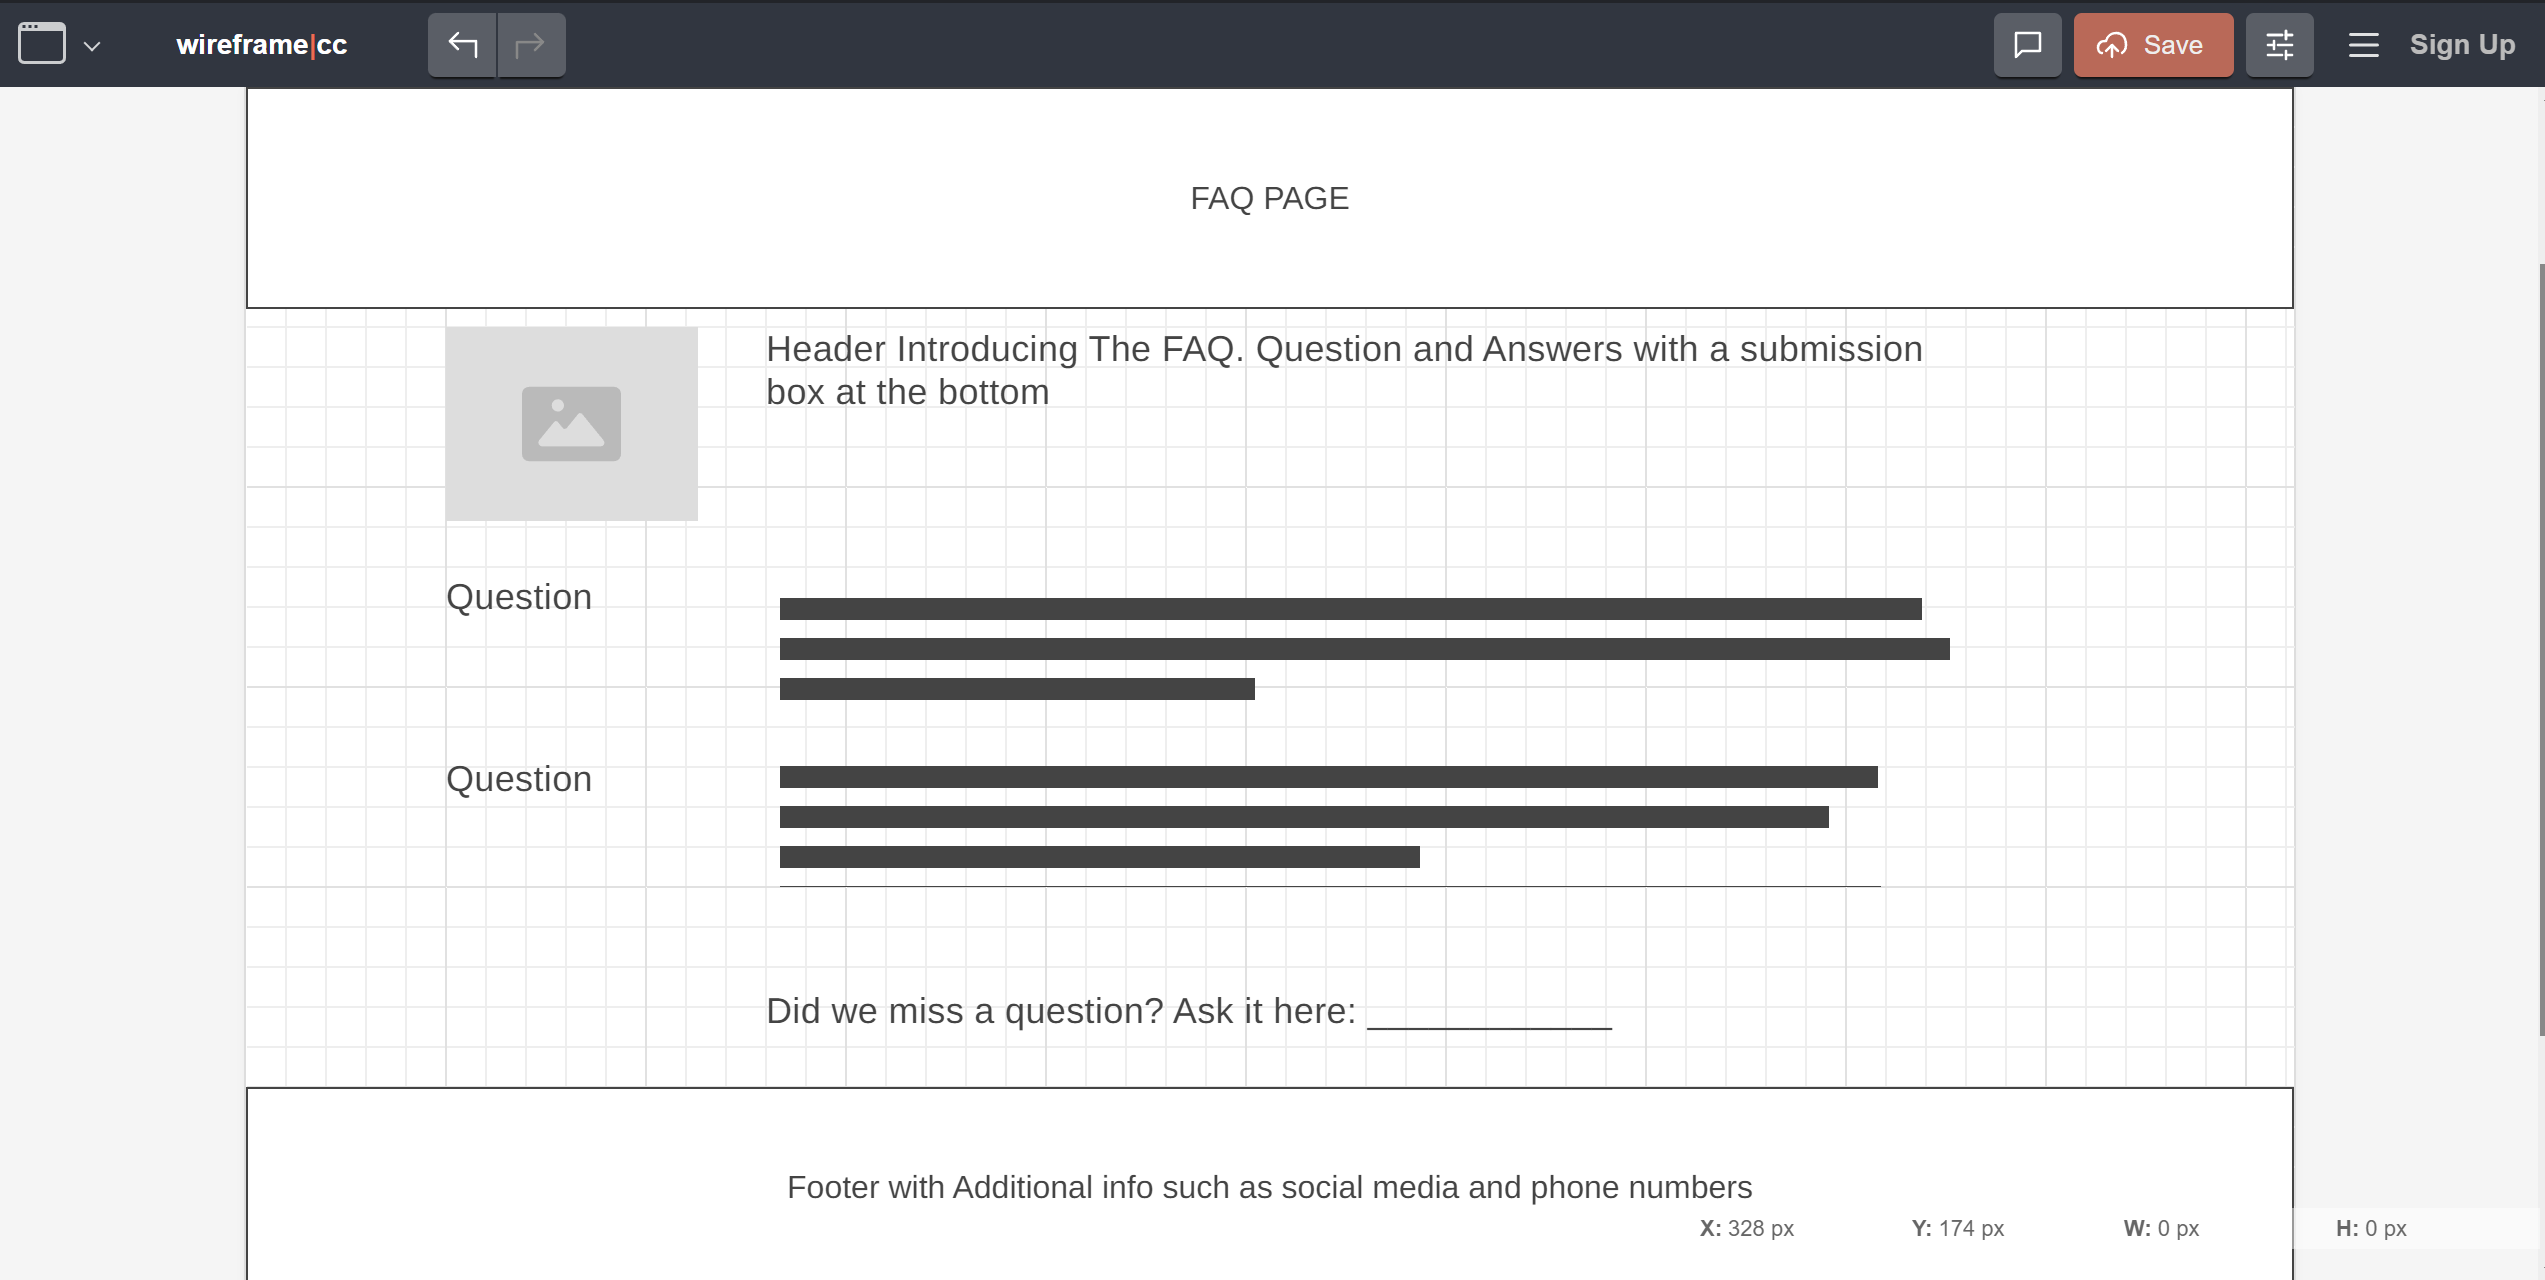 wireframe|cc
Save
Sign Up
FAQ PAGE
Header Introducing The FAQ. Question and Answers with a submission
box at the bottom
Question
Question
Did we miss a question? Ask it here: ____________
Footer with Additional info such as social media and phone numbers
X: 328 px Y: 174 px W: 0 px H: 0 px